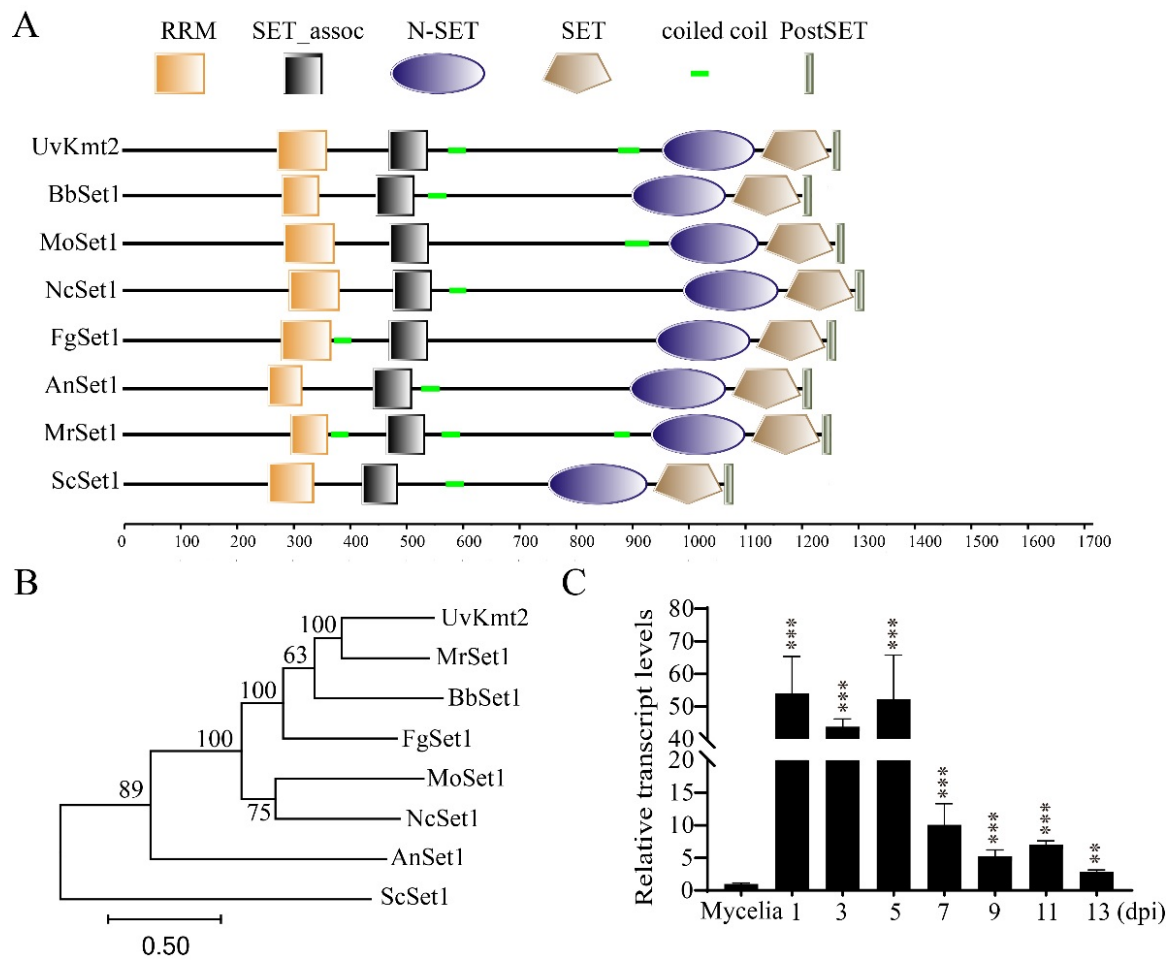 A
RRM SET_assoc N-SET SET coiled coil PostSET
UvKmt2
BbSet1
MoSet1
NcSet1
FgSet1
AnSet1
MrSet1
ScSet1
0 100 200 300 400 500 600 700 800 900 1000 1100 1200 1300 1400 1500 1600 1700
B
100 UvKmt2
63 MrSet1
100 BbSet1
100 FgSet1
89 MoSet1
75 NcSet1
AnSet1
ScSet1
0.50
C
Relative transcript levels
80
70
60
50
40
20
15
10
5
0
*** *** *** *** *** *** **
Mycelia 1 3 5 7 9 11 13 (dpi)